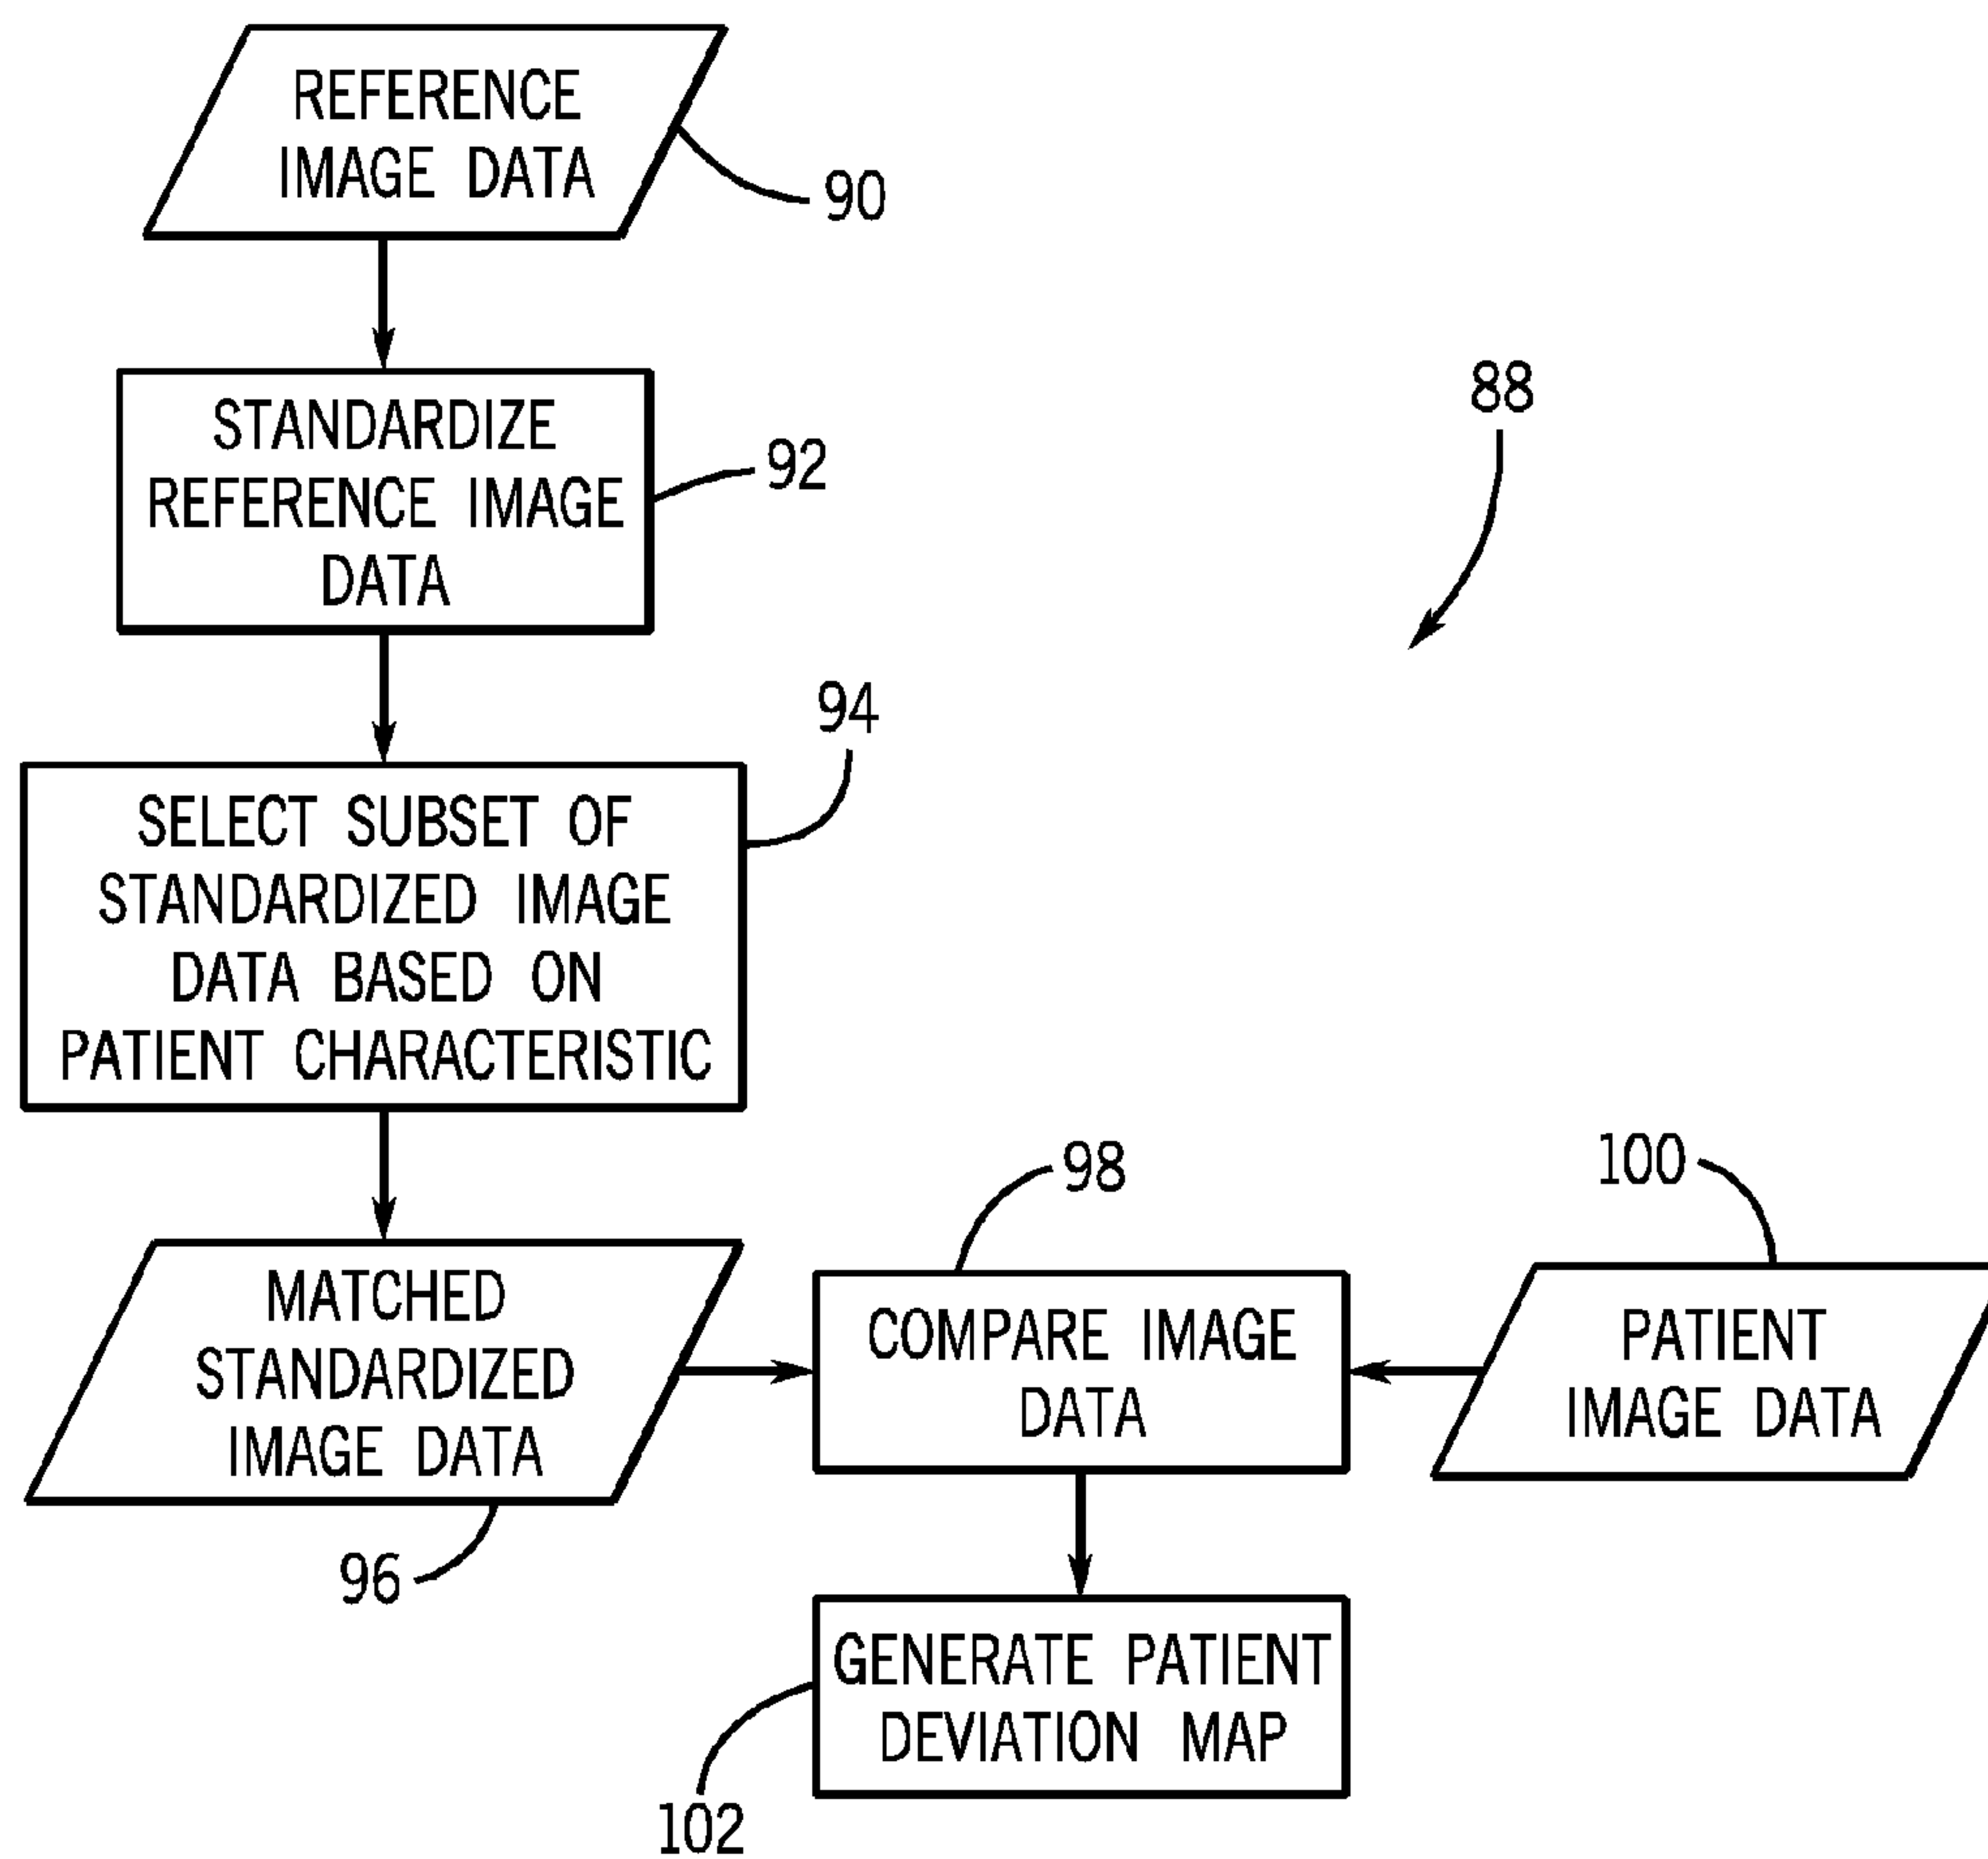 REFERENCE
IMAGE DATA
90
STANDARDIZE
REFERENCE IMAGE
DATA
92
88
94
SELECT SUBSET OF
STANDARDIZED IMAGE
DATA BASED ON
PATIENT CHARACTERISTIC
MATCHED
STANDARDIZED
IMAGE DATA
96
98
COMPARE IMAGE
DATA
100
PATIENT
IMAGE DATA
GENERATE PATIENT
DEVIATION MAP
102